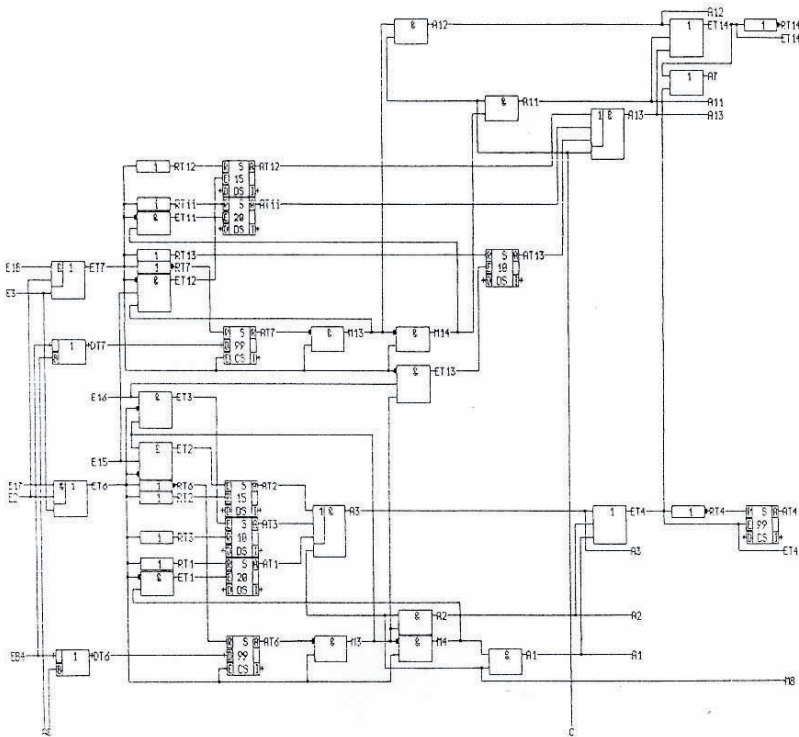 A12
& A12 1 ET14 1 RT14
ET14
1 A7
& A11 A11
1 & A13 A13
1 RT12 S AT12
15
DS
1 RT11 S AT11
& ET11 20
DS
1 RT13 S AT13
10
DS
E18 & 1 ET7 1 RT7
& ET12
E3
S AT7 & M13 & M14
99
CS
1 DT7
& ET13
E16 & ET3
E15 & ET2
E17 & 1 ET6 1 RT6
E2 1 RT2 S AT2
15
DS
1 & A3 1 ET4 1 RT4 S AT4
99
CS
S AT3
1 RT3 10
DS
A3 ET4
1 RT1 S AT1
& ET1 20
DS
& A2 A2
EB4 1 DT6 S AT6 & M3 & M4
99
CS
& A1 A1
M8
C